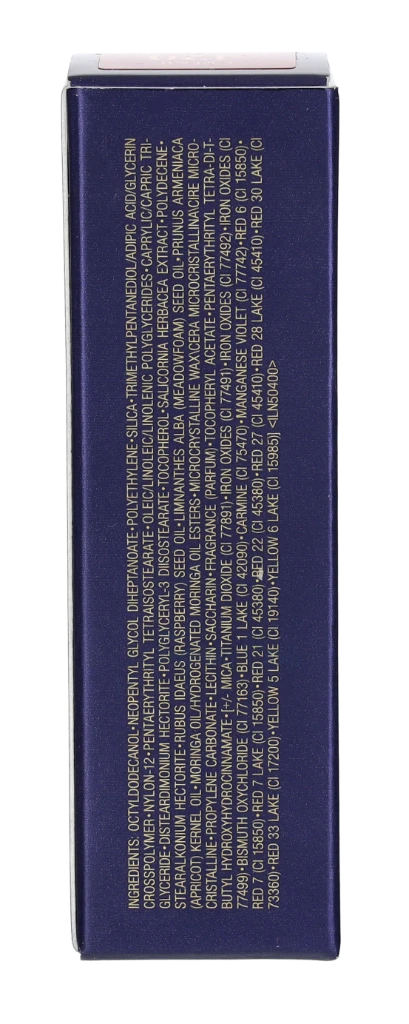 INGREDIENTS: OCTYLDODECANOL•NEOPENTYL GLYCOL DIHEPTANOATE•POLYETHYLENE•SILICA•TRIMETHYLPENTANEDIOL/ADIPIC ACID/GLYCERIN
CROSSPOLYMER•NYLON-12•PENTAERYTHRITYL TETRAISOSTEARATE•OLEIC/LINOLEIC/LINOLENIC POLYGLYCERIDES•CAPRYLIC/CAPRIC TRI-
GLYCERIDE•DISTEARDIMONIUM HECTORITE•POLYGLYCERYL-3 DIISOSTEARATE•TOCOPHEROL•SALICORNIA HERBACEA EXTRACT•POLYDECENE•
STEARALKONIUM HECTORITE•RUBUS IDAEUS (RASPBERRY) SEED OIL•LIMNANTHES ALBA (MEADOWFOAM) SEED OIL•PRUNUS ARMENIACA
(APRICOT) KERNEL OIL•MORINGA OIL/HYDROGENATED MORINGA OIL ESTERS•MICROCRYSTALLINE WAX\CERA MICROCRISTALLINA\CIRE MICRO-
CRISTALLINE•PROPYLENE CARBONATE•LECITHIN•SACCHARIN•FRAGRANCE (PARFUM)•TOCOPHERYL ACETATE•PENTAERYTHRITYL TETRA-DI-T-
BUTYL HYDROXYHYDROCINNAMATE•[+/- MICA•TITANIUM DIOXIDE (CI 77891)•IRON OXIDES (CI 77491)•IRON OXIDES (CI 77492)•IRON OXIDES (CI
77499)•BISMUTH OXYCHLORIDE (CI 77163)•BLUE 1 LAKE (CI 42090)•CARMINE (CI 75470)•MANGANESE VIOLET (CI 77742)•RED 6 (CI 15850)•
RED 7 (CI 15850)•RED 7 LAKE (CI 15850)•RED 21 (CI 45380)•RED 22 (CI 45380)•RED 27 (CI 45410)•RED 28 LAKE (CI 45410)•RED 30 LAKE (CI
73360)•RED 33 LAKE (CI 17200)•YELLOW 5 LAKE (CI 19140)•YELLOW 6 LAKE (CI 15985)] <ILN50400>